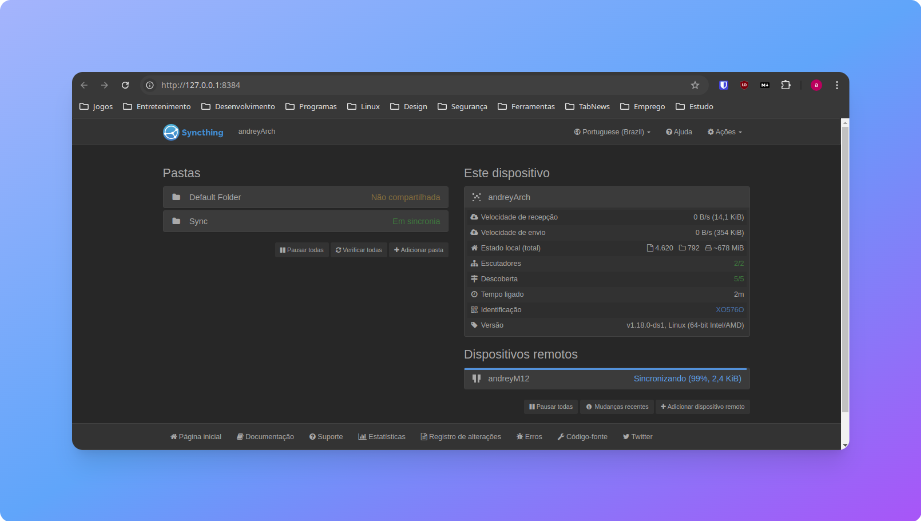 http://127.0.0.1:8384
Jogos Entretenimento Desenvolvimento Programas Linux Design Segurança Ferramentas TabNews Emprego Estudo
Syncthing andreyArch Portuguese (Brazil) Ajuda Ações
Pastas
Default Folder Não compartilhada
Sync Em sincronia
Pausar todas Verificar todas Adicionar pasta
Este dispositivo
andreyArch
Velocidade de recepção 0 B/s (14,1 KiB)
Velocidade de envio 0 B/s (354 KiB)
Estado local (total) 4.620 792 ~678 MiB
Escutadores 2/2
Descoberta 5/5
Tempo ligado 2m
Identificação XO576O
Versão v1.18.0-ds1, Linux (64-bit Intel/AMD)
Dispositivos remotos
andreyM12 Sincronizando (99%, 2,4 KiB)
Pausar todas Mudanças recentes Adicionar dispositivo remoto
Página inicial Documentação Suporte Estatísticas Registro de alterações Erros Código-fonte Twitter